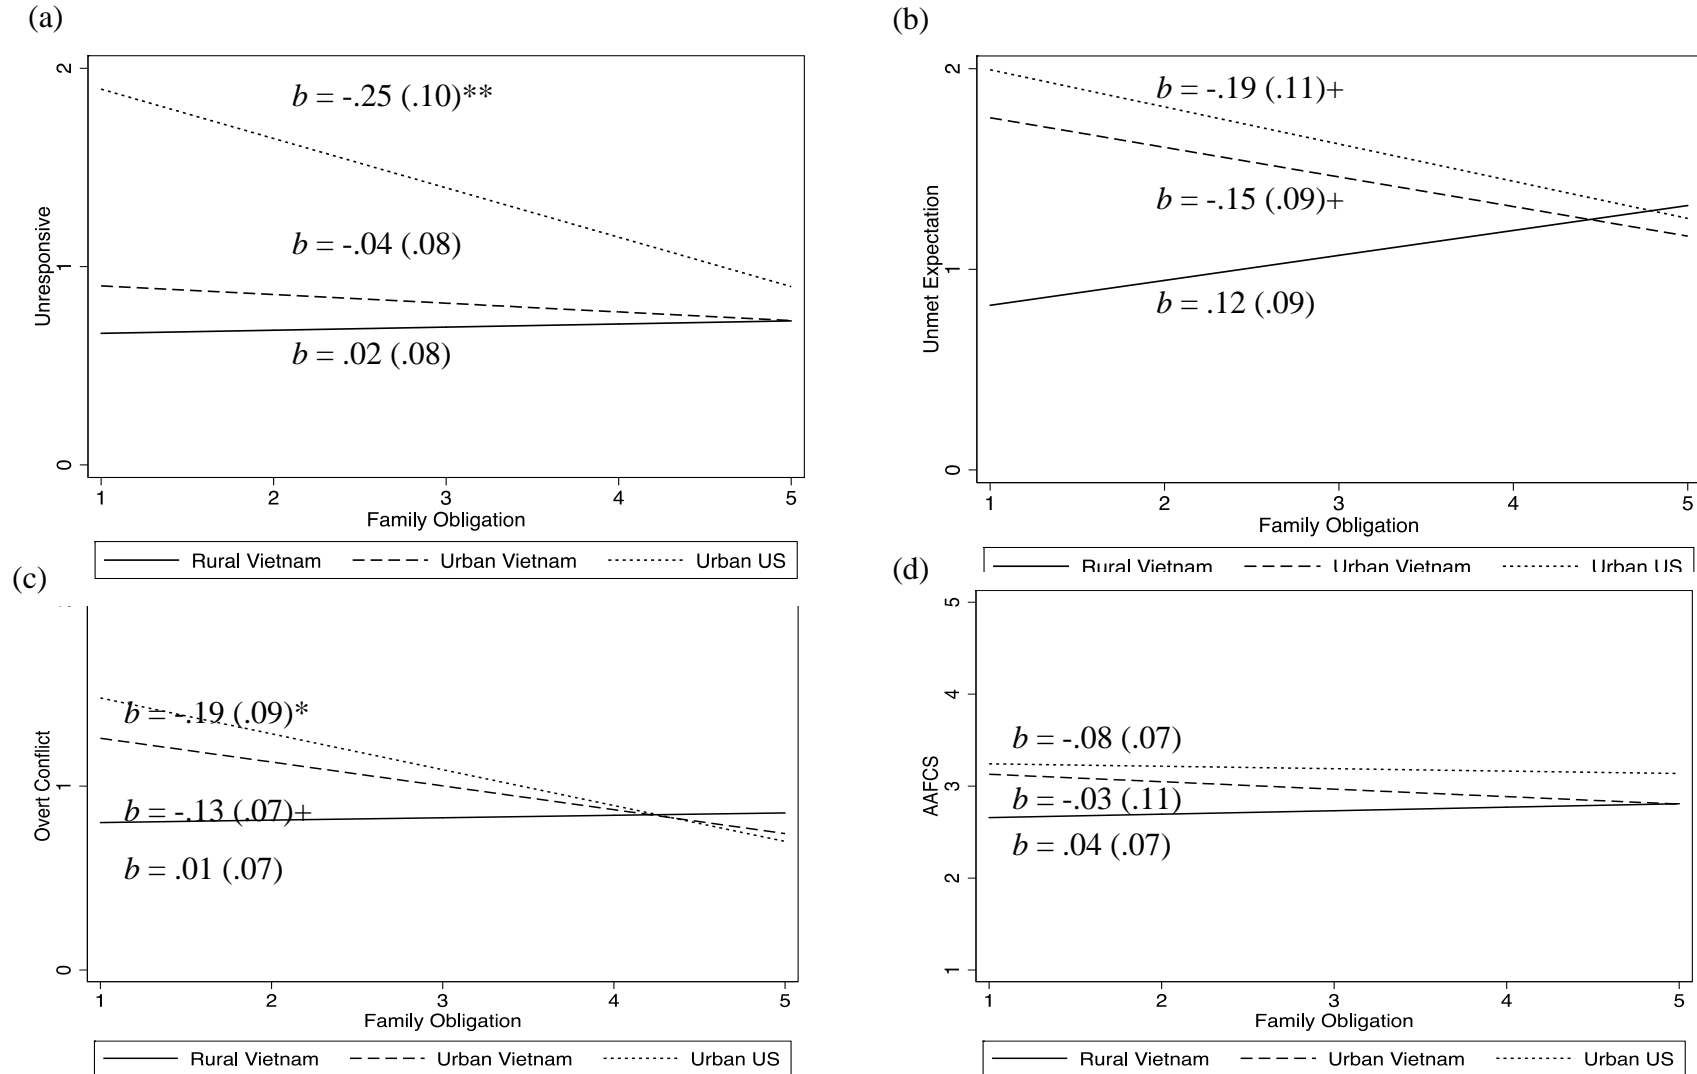 (a)
2
1
0
Unresponsive
b = -.25 (.10)**
b = -.04 (.08)
b = .02 (.08)
1 2 3 4 5
Family Obligation
Rural Vietnam Urban Vietnam Urban US
(b)
2
1
0
Unmet Expectation
b = -.19 (.11)+
b = -.15 (.09)+
b = .12 (.09)
1 2 3 4 5
Family Obligation
Rural Vietnam Urban Vietnam Urban US
(c)
1
0
Overt Conflict
b = -.19 (.09)*
b = -.13 (.07)+
b = .01 (.07)
1 2 3 4 5
Family Obligation
Rural Vietnam Urban Vietnam Urban US
(d)
5
4
3
2
1
AAFCS
b = -.08 (.07)
b = -.03 (.11)
b = .04 (.07)
1 2 3 4 5
Family Obligation
Rural Vietnam Urban Vietnam Urban US